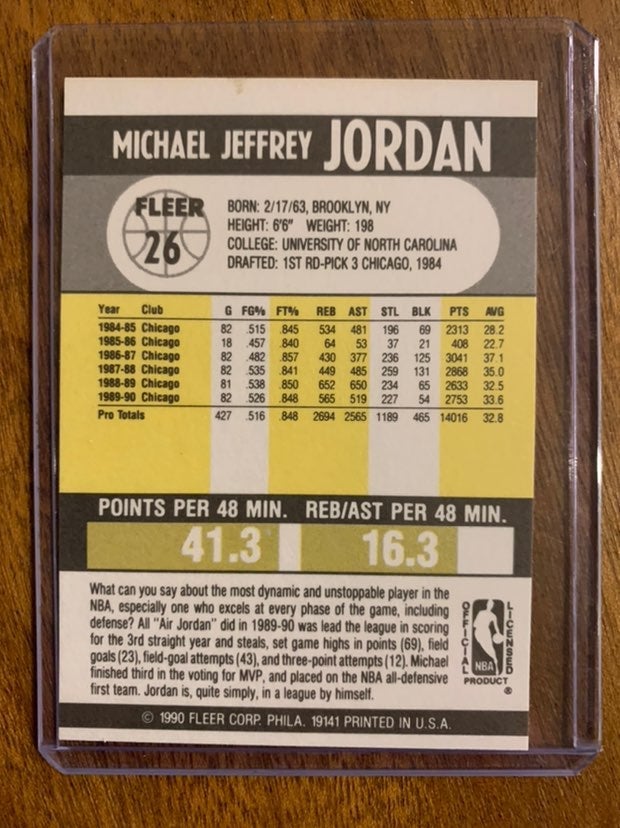 MICHAEL JEFFREY JORDAN
FLEER
26
BORN: 2/17/63, BROOKLYN, NY
HEIGHT: 6'6" WEIGHT: 198
COLLEGE: UNIVERSITY OF NORTH CAROLINA
DRAFTED: 1ST RD-PICK 3 CHICAGO, 1984
Year Club G FG% FT% REB AST STL BLK PTS AVG
1984-85 Chicago 82 .515 .845 534 481 196 69 2313 28.2
1985-86 Chicago 18 .457 .840 64 53 37 21 408 22.7
1986-87 Chicago 82 .482 .857 430 377 236 125 3041 37.1
1987-88 Chicago 82 .535 .841 449 485 259 131 2868 35.0
1988-89 Chicago 81 .538 .850 652 650 234 65 2633 32.5
1989-90 Chicago 82 .526 .848 565 519 227 54 2753 33.6
Pro Totals 427 .516 .848 2694 2565 1189 465 14016 32.8
POINTS PER 48 MIN. REB/AST PER 48 MIN.
41.3 16.3
What can you say about the most dynamic and unstoppable player in the
NBA, especially one who excels at every phase of the game, including
defense? All "Air Jordan" did in 1989-90 was lead the league in scoring
for the 3rd straight year and steals, set game highs in points (69), field
goals (23), field-goal attempts (43), and three-point attempts (12). Michael
finished third in the voting for MVP, and placed on the NBA all-defensive
first team. Jordan is, quite simply, in a league by himself.
OFFICIAL
LICENSED
NBA
PRODUCT
®
© 1990 FLEER CORP. PHILA. 19141 PRINTED IN U.S.A.